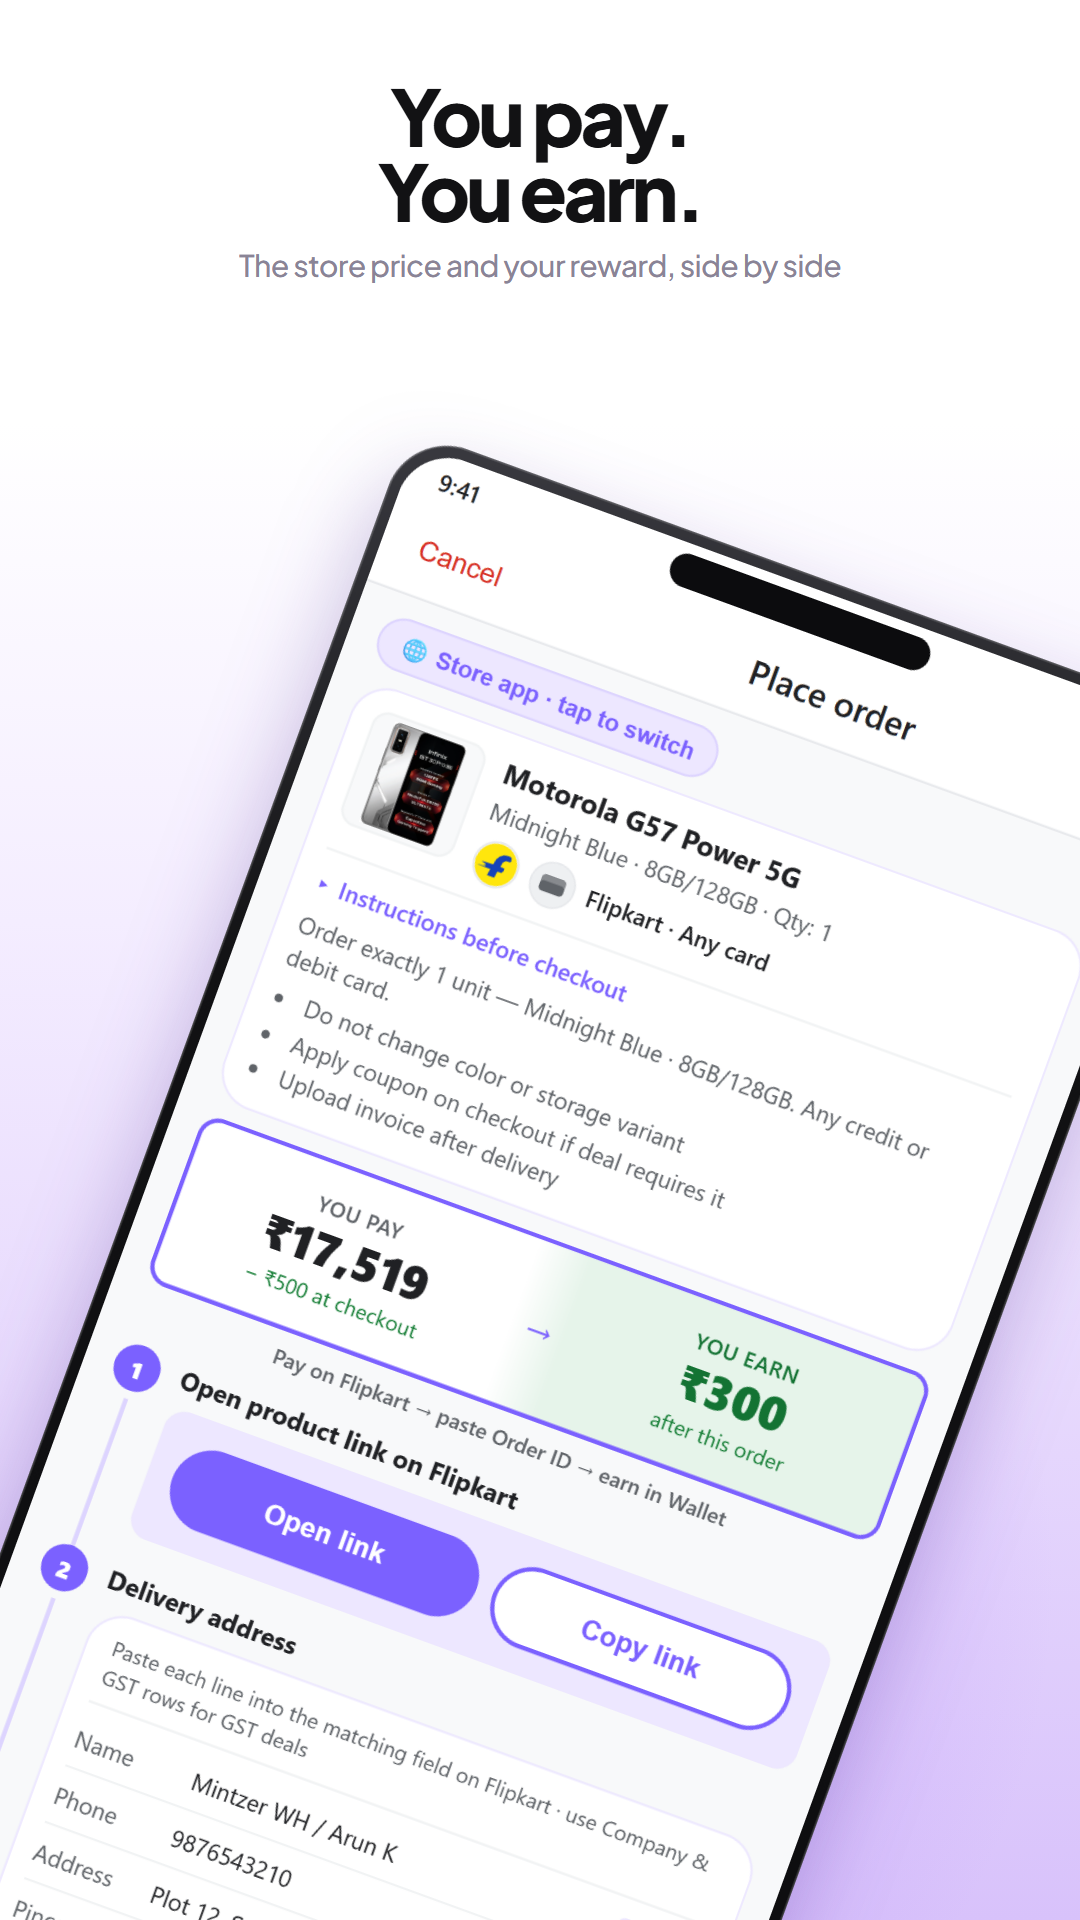 You pay.
You earn.
The store price and your reward, side by side
9:41
Cancel
Place order
Store app · tap to switch
Infinix
Motorola G57 Power 5G
Midnight Blue · 8GB/128GB · Qty: 1
Flipkart · Any card
Instructions before checkout
Order exactly 1 unit — Midnight Blue · 8GB/128GB. Any credit or
debit card.
• Do not change color or storage variant
• Apply coupon on checkout if deal requires it
• Upload invoice after delivery
YOU PAY
₹17,519
− ₹500 at checkout
→
YOU EARN
₹300
after this order
Pay on Flipkart → paste Order ID → earn in Wallet
1
Open product link on Flipkart
Open link
Copy link
2
Delivery address
Paste each line into the matching field on Flipkart · use Company &
GST rows for GST deals
Name
Mintzer WH / Arun K
Phone
9876543210
Address
Plot 12,